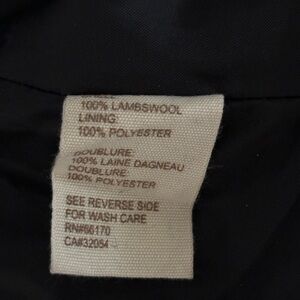 100% LAMBSWOOL
LINING:
100% POLYESTER
DOUBLURE:
100% LAINE DAGNEAU
DOUBLURE:
100% POLYESTER
SEE REVERSE SIDE
FOR WASH CARE
RN#66170
CA#32054